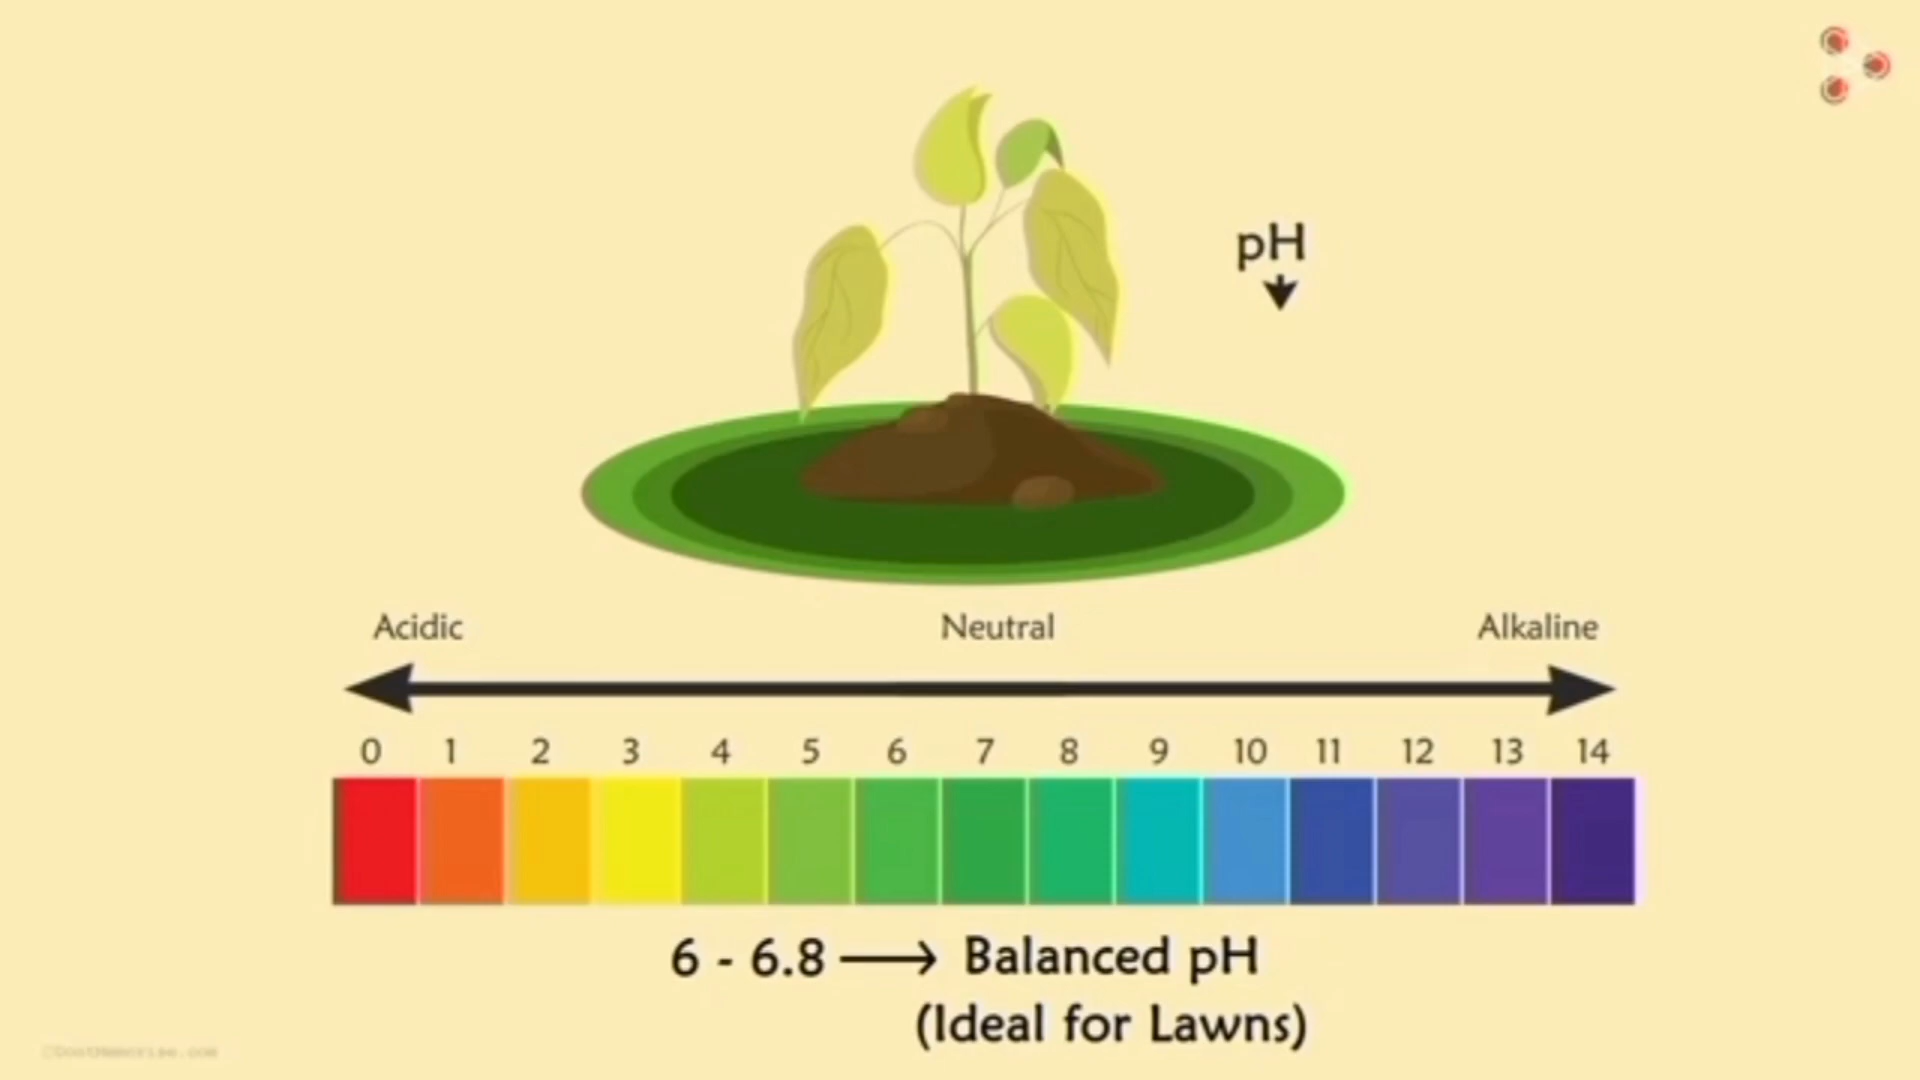 pH
Acidic Neutral Alkaline
0 1 2 3 4 5 6 7 8 9 10 11 12 13 14
6 - 6.8 → Balanced pH
(Ideal for Lawns)